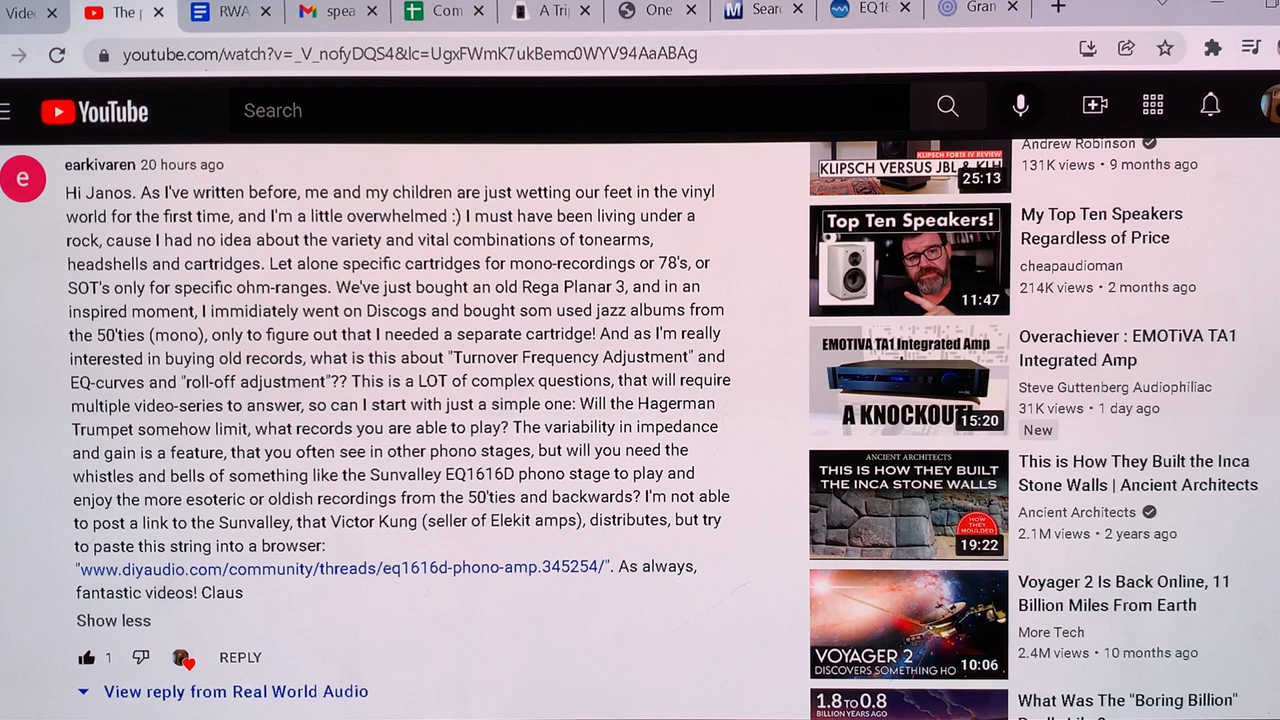 Vide
The p
RWA
spea
Com
A Tri
One
Sear
EQ16
Gran
youtube.com/watch?v=_V_nofyDQS4&lc=UgxFWmK7ukBemc0WYV94AaABAg
YouTube
Search
earkivaren 20 hours ago
Hi Janos. As I've written before, me and my children are just wetting our feet in the vinyl
world for the first time, and I'm a little overwhelmed :) I must have been living under a
rock, cause I had no idea about the variety and vital combinations of tonearms,
headshells and cartridges. Let alone specific cartridges for mono-recordings or 78's, or
SOT's only for specific ohm-ranges. We've just bought an old Rega Planar 3, and in an
inspired moment, I immidiately went on Discogs and bought som used jazz albums from
the 50'ties (mono), only to figure out that I needed a separate cartridge! And as I'm really
interested in buying old records, what is this about "Turnover Frequency Adjustment" and
EQ-curves and "roll-off adjustment"?? This is a LOT of complex questions, that will require
multiple video-series to answer, so can I start with just a simple one: Will the Hagerman
Trumpet somehow limit, what records you are able to play? The variability in impedance
and gain is a feature, that you often see in other phono stages, but will you need the
whistles and bells of something like the Sunvalley EQ1616D phono stage to play and
enjoy the more esoteric or oldish recordings from the 50'ties and backwards? I'm not able
to post a link to the Sunvalley, that Victor Kung (seller of Elekit amps), distributes, but try
to paste this string into a browser:
"www.diyaudio.com/community/threads/eq1616d-phono-amp.345254/". As always,
fantastic videos! Claus
Show less
1
REPLY
View reply from Real World Audio
KLIPSCH FORTE IV REVIEW
KLIPSCH VERSUS JBL & KLH
25:13
Andrew Robinson
131K views • 9 months ago
Top Ten Speakers!
11:47
My Top Ten Speakers
Regardless of Price
cheapaudioman
214K views • 2 months ago
EMOTIVA TA1 Integrated Amp
A KNOCKOUT!
15:20
Overachiever : EMOTiVA TA1
Integrated Amp
Steve Guttenberg Audiophiliac
31K views • 1 day ago
New
ANCIENT ARCHITECTS
THIS IS HOW THEY BUILT
THE INCA STONE WALLS
HOW
THEY
MOULDED
19:22
This is How They Built the Inca
Stone Walls | Ancient Architects
Ancient Architects
2.1M views • 2 years ago
VOYAGER 2
DISCOVERS SOMETHING HO
10:06
Voyager 2 Is Back Online, 11
Billion Miles From Earth
More Tech
2.4M views • 10 months ago
1.8 TO 0.8
BILLION YEARS AGO
What Was The "Boring Billion"
Really Like?